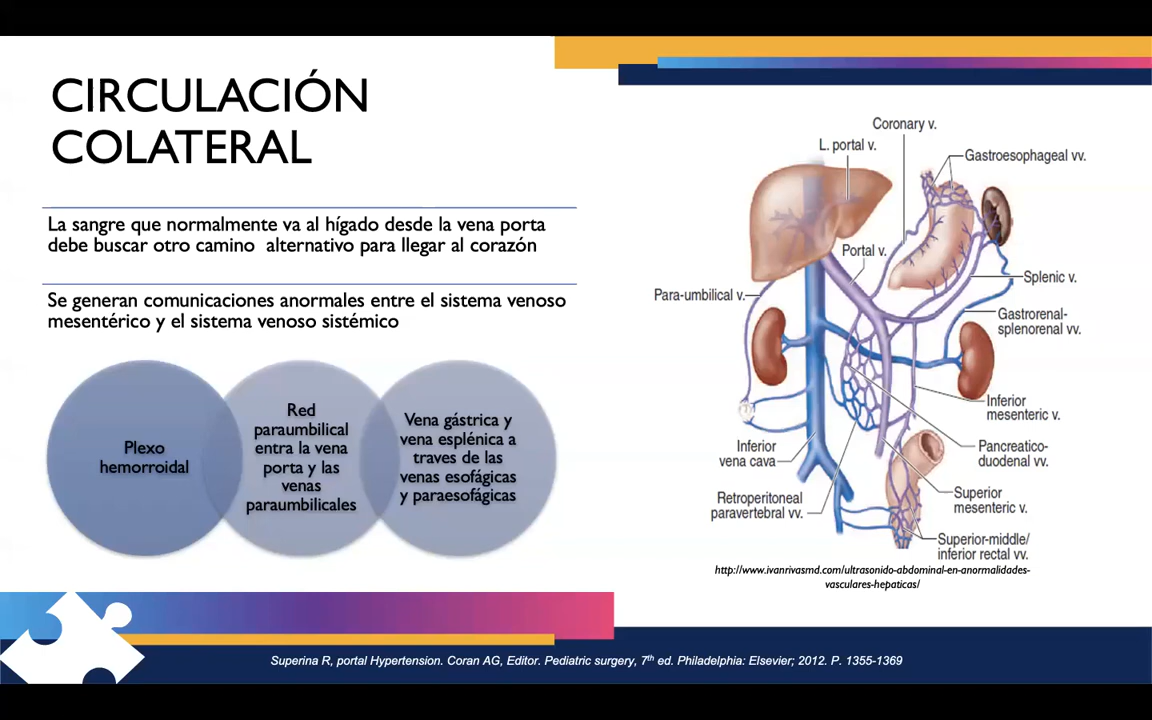 CIRCULACIÓN
COLATERAL
La sangre que normalmente va al hígado desde la vena porta
debe buscar otro camino  alternativo para llegar al corazón
Se generan comunicaciones anormales entre el sistema venoso
mesentérico y el sistema venoso sistémico
Plexo
hemorroidal
Red
paraumbilical
entra la vena
porta y las
venas
paraumbilicales
Vena gástrica y
vena esplénica a
traves de las
venas esofágicas
y paraesofágicas
Coronary v.
L. portal v.
Gastroesophageal vv.
Portal v.
Splenic v.
Para-umbilical v.
Gastrorenal-
splenorenal vv.
Inferior
mesenteric v.
Inferior
vena cava
Pancreatico-
duodenal vv.
Retroperitoneal
paravertebral vv.
Superior
mesenteric v.
Superior-middle/
inferior rectal vv.
http://www.ivanrivasmd.com/ultrasonido-abdominal-en-anormalidades-
vasculares-hepaticas/
Superina R, portal Hypertension. Coran AG, Editor. Pediatric surgery, 7th ed. Philadelphia: Elsevier; 2012. P. 1355-1369